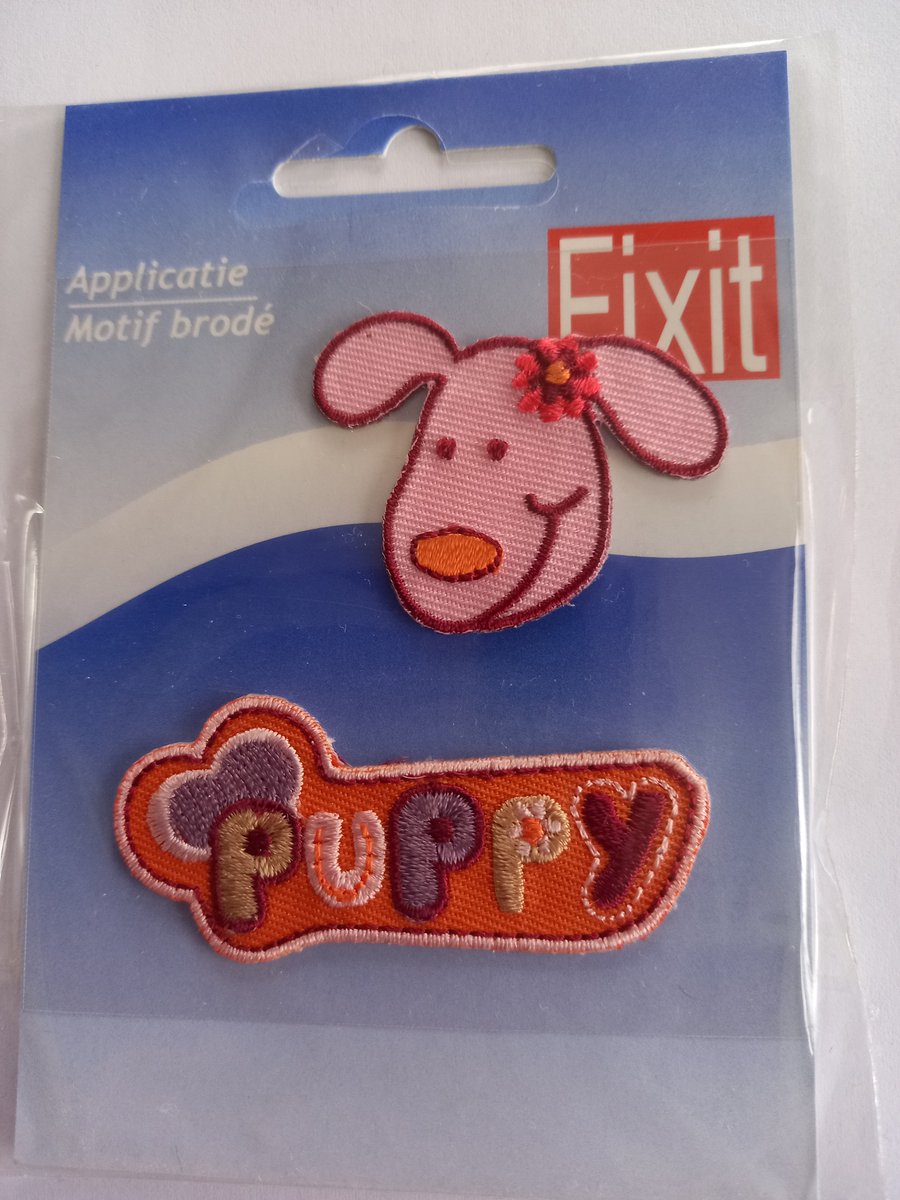 Applicatie
Motif brodé
Fixit
PUPPY